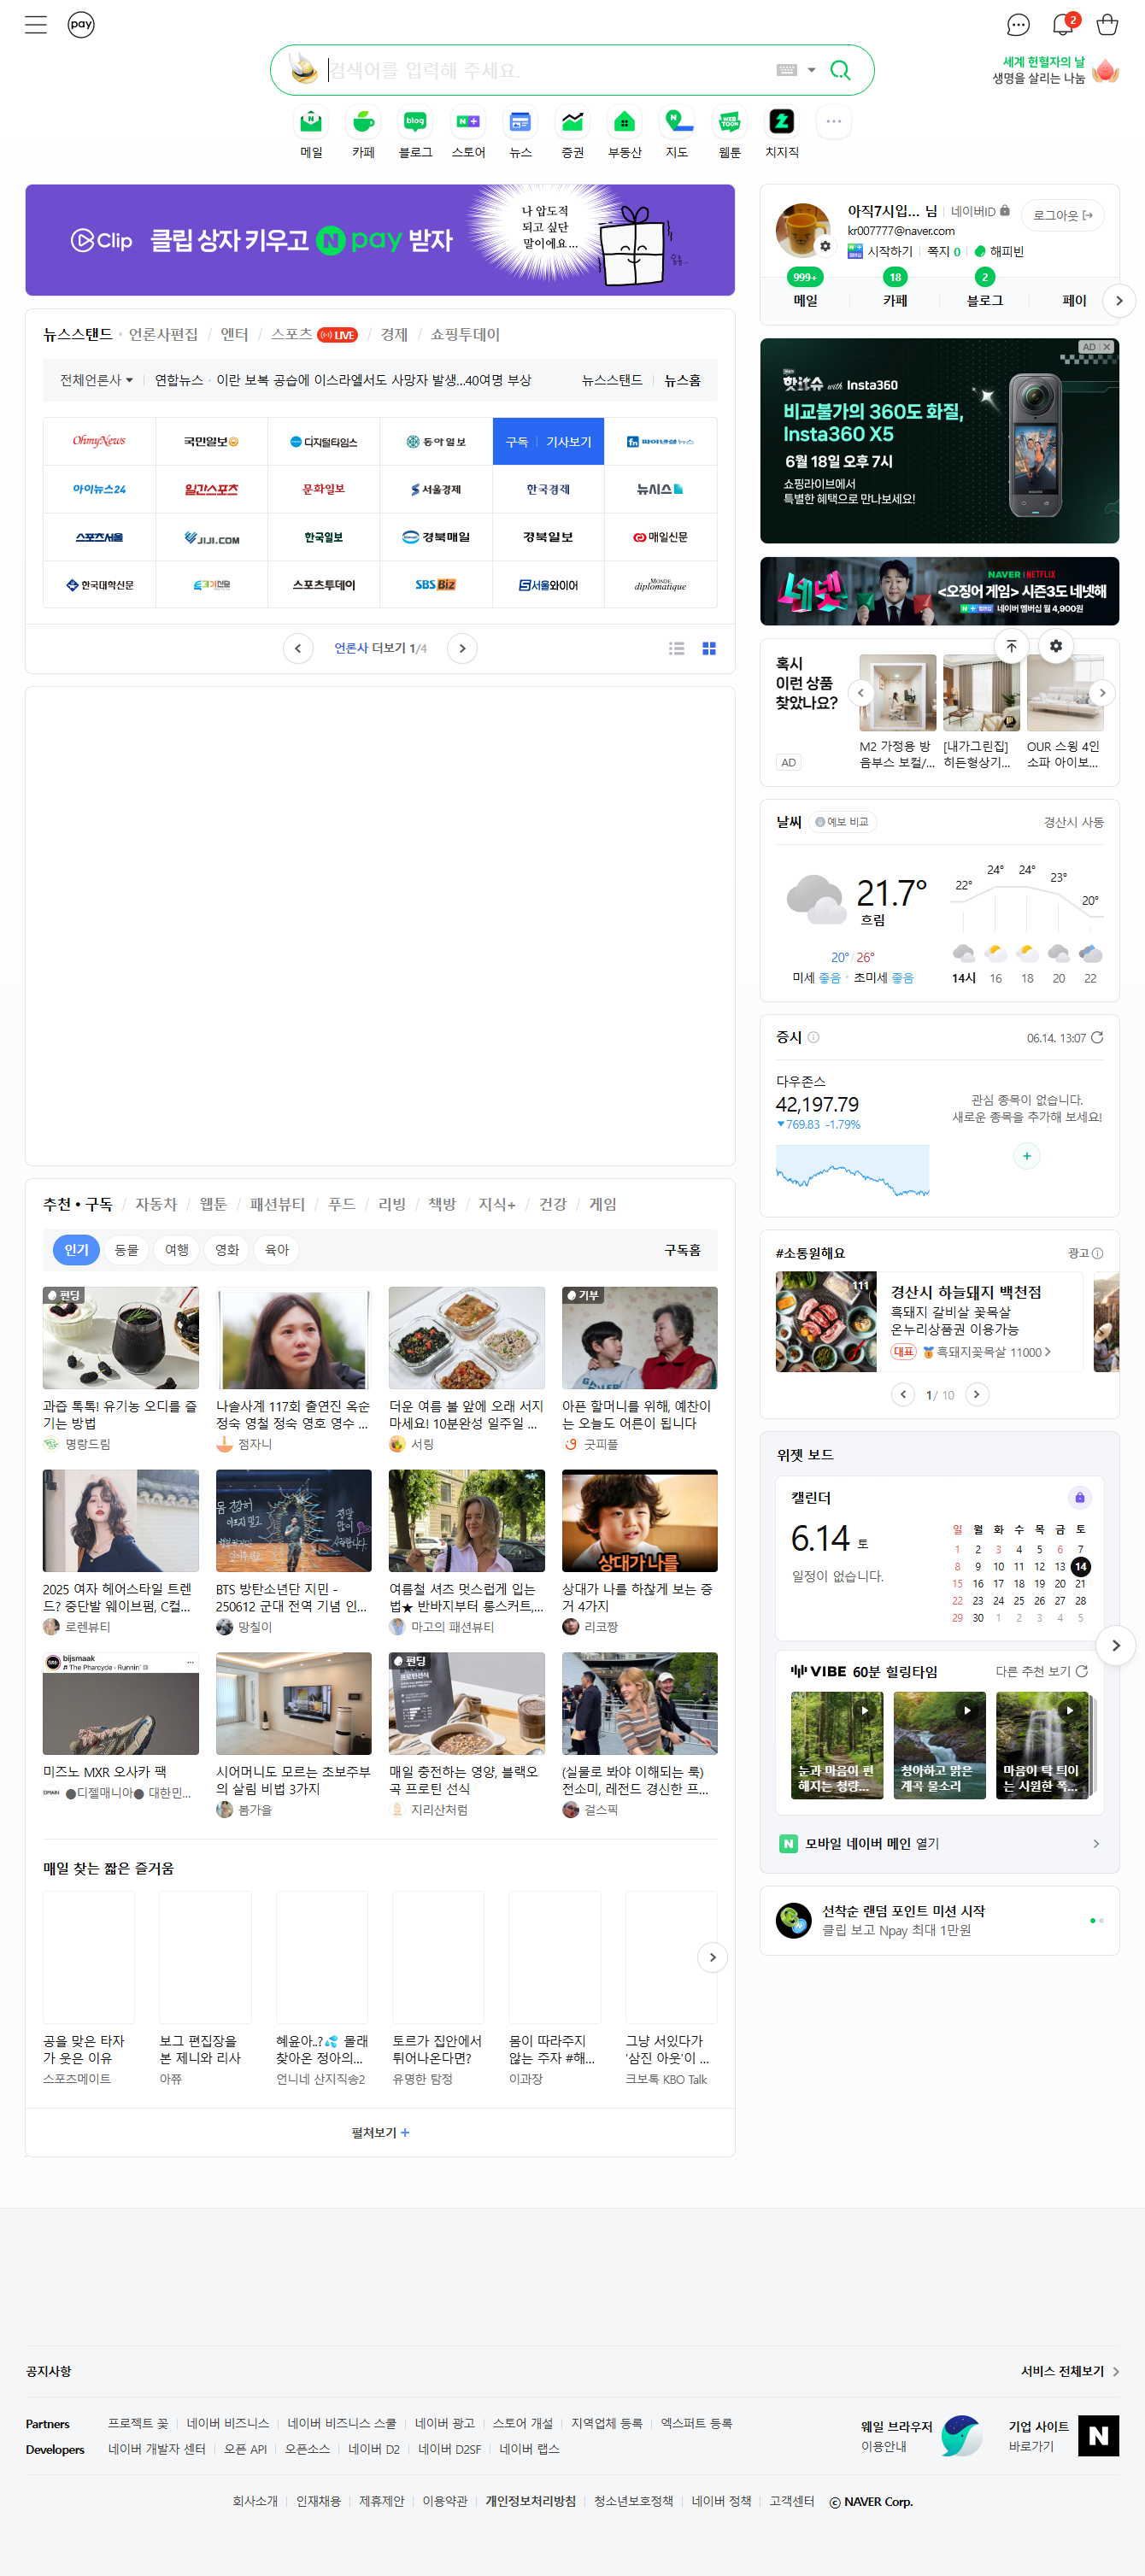 pay
2
검색어를 입력해 주세요.
세계 헌혈자의 날
생명을 살리는 나눔
메일
카페
블로그
스토어
뉴스
증권
부동산
지도
웹툰
치지직
Clip 클립 상자 키우고 N pay 받자
나 압도적
되고 싶단
말이에요...
아직7시입... 님 네이버ID
로그아웃
kr007777@naver.com
시작하기 쪽지 0 해피빈
999+ 18 2
메일 카페 블로그 페이
뉴스스탠드 · 언론사편집 / 엔터 / 스포츠 LIVE / 경제 / 쇼핑투데이
전체언론사 연합뉴스 · 이란 보복 공습에 이스라엘서도 사망자 발생...40여명 부상 뉴스스탠드 뉴스홈
OhmyNews 국민일보 디지털타임스 동아일보 구독 기사보기 파이낸셜뉴스
아이뉴스24 일간스포츠 문화일보 서울경제 한국경제 뉴시스
스포츠서울 JIJI.COM 한국일보 경북매일 경북일보 매일신문
한국대학신문 스포츠투데이 SBS Biz 서울와이어 LE MONDE diplomatique
언론사 더보기 1/4
AD
핫IT슈 with Insta360
비교불가의 360도 화질,
Insta360 X5
6월 18일 오후 7시
쇼핑라이브에서
특별한 혜택으로 만나보세요!
네넷
NAVER | NETFLIX
<오징어 게임> 시즌3도 네넷해
네이버 멤버십 월 4,900원
혹시
이런 상품
찾았나요?
AD
M2 가정용 방
음부스 보컬/...
[내가그린집]
히든형상기...
OUR 스윙 4인
소파 아이보...
날씨 예보 비교 경산시 사동
21.7°
흐림
20° / 26°
미세 좋음 · 초미세 좋음
22° 24° 24° 23° 20°
14시 16 18 20 22
증시 06.14. 13:07
다우존스
42,197.79
769.83 -1.79%
관심 종목이 없습니다.
새로운 종목을 추가해 보세요!
추천 • 구독 / 자동차 / 웹툰 / 패션뷰티 / 푸드 / 리빙 / 책방 / 지식+ / 건강 / 게임
인기 동물 여행 영화 육아 구독홈
펀딩
과즙 톡톡! 유기농 오디를 즐
기는 방법
명랑드림
나솔사계 117회 출연진 옥순
정숙 영철 정숙 영호 영수 ...
점자니
더운 여름 불 앞에 오래 서지
마세요! 10분완성 일주일 ...
서링
기부
아픈 할머니를 위해, 예찬이
는 오늘도 어른이 됩니다
굿피플
2025 여자 헤어스타일 트렌
드? 중단발 웨이브펌, C컬...
로렌뷰티
BTS 방탄소년단 지민 -
250612 군대 전역 기념 인...
망칠이
여름철 셔츠 멋스럽게 입는
법★ 반바지부터 롱스커트,...
마고의 패션뷰티
상대가 나를
상대가 나를 하찮게 보는 증
거 4가지
리코짱
bijsmaak
The Pharcyde - Runnin'
미즈노 MXR 오사카 팩
●디젤매니아● 대한민...
시어머니도 모르는 초보주부
의 살림 비법 3가지
봄가을
펀딩
매일 충전하는 영양, 블랙오
곡 프로틴 선식
지리산처럼
(실물로 봐야 이해되는 룩)
전소미, 레전드 경신한 프...
걸스픽
매일 찾는 짧은 즐거움
공을 맞은 타자
가 웃은 이유
스포츠메이트
보그 편집장을
본 제니와 리사
아쮸
혜윤아..?💦 몰래
찾아온 정아의...
언니네 산지직송2
토르가 집안에서
튀어나온다면?
유명한 탐정
몸이 따라주지
않는 주자 #해...
이과장
그냥 서있다가
'삼진 아웃'이 ...
크보톡 KBO Talk
펼쳐보기 +
#소통원해요 광고
111
경산시 하늘돼지 백천점
흑돼지 갈비살 꽃목살
온누리상품권 이용가능
대표 🏅흑돼지꽃목살 11000
1 / 10
위젯 보드
캘린더
6.14 토
일정이 없습니다.
일 월 화 수 목 금 토
1 2 3 4 5 6 7
8 9 10 11 12 13 14
15 16 17 18 19 20 21
22 23 24 25 26 27 28
29 30 1 2 3 4 5
VIBE 60분 힐링타임 다른 추천 보기
눈과 마음이 편
해지는 청량...
청아하고 맑은
계곡 물소리
마음이 탁 틔이
는 시원한 폭...
모바일 네이버 메인 열기
선착순 랜덤 포인트 미션 시작
클립 보고 Npay 최대 1만원
공지사항 서비스 전체보기
Partners 프로젝트 꽃 네이버 비즈니스 네이버 비즈니스 스쿨 네이버 광고 스토어 개설 지역업체 등록 엑스퍼트 등록
Developers 네이버 개발자 센터 오픈 API 오픈소스 네이버 D2 네이버 D2SF 네이버 랩스
웨일 브라우저
이용안내
기업 사이트
바로가기
회사소개 인재채용 제휴제안 이용약관 개인정보처리방침 청소년보호정책 네이버 정책 고객센터 ⓒ NAVER Corp.